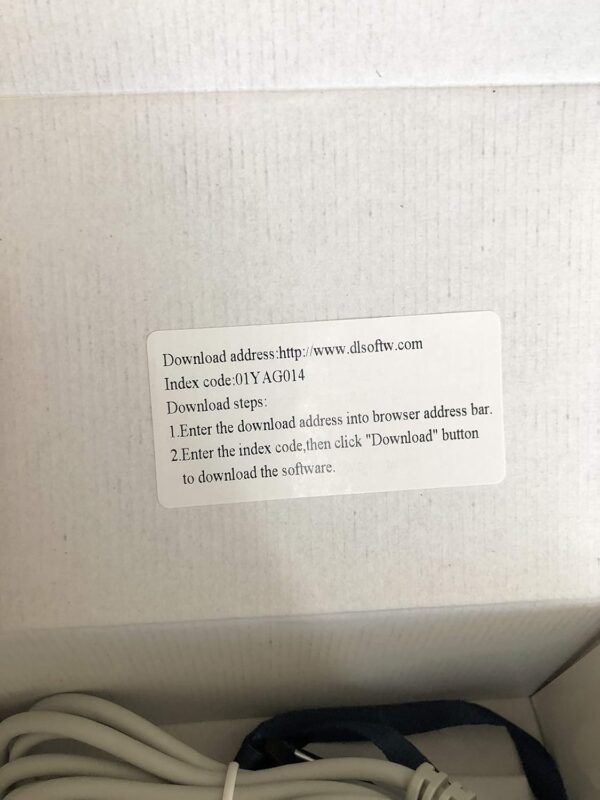 Download address:http://www.dlsoftw.com
Index code:01YAG014
Download steps:
1.Enter the download address into browser address bar.
2.Enter the index code,then click "Download" button
to download the software.